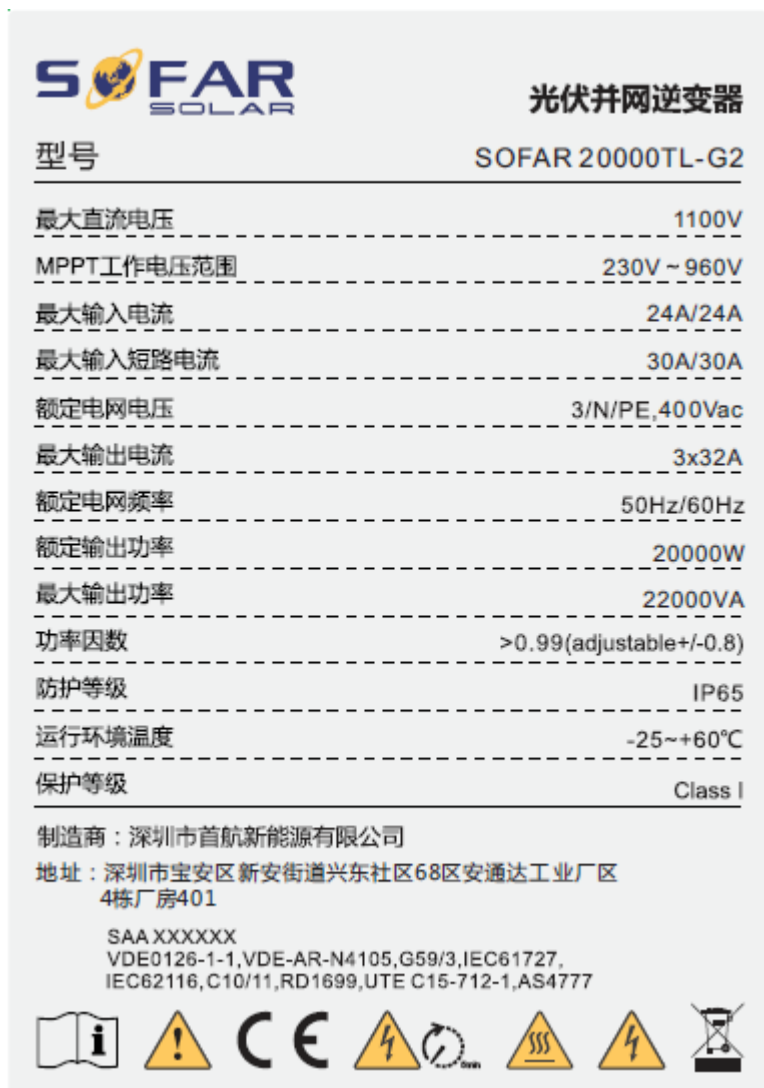 SOFAR
SOLAR
光伏并网逆变器
型号 SOFAR 20000TL-G2
最大直流电压 1100V
MPPT工作电压范围 230V~960V
最大输入电流 24A/24A
最大输入短路电流 30A/30A
额定电网电压 3/N/PE,400Vac
最大输出电流 3x32A
额定电网频率 50Hz/60Hz
额定输出功率 20000W
最大输出功率 22000VA
功率因数 >0.99(adjustable+/-0.8)
防护等级 IP65
运行环境温度 -25~+60℃
保护等级 Class I
制造商：深圳市首航新能源有限公司
地址：深圳市宝安区新安街道兴东社区68区安通达工业厂区
4栋厂房401
SAA XXXXXX
VDE0126-1-1,VDE-AR-N4105,G59/3,IEC61727,
IEC62116,C10/11,RD1699,UTE C15-712-1,AS4777
i CE